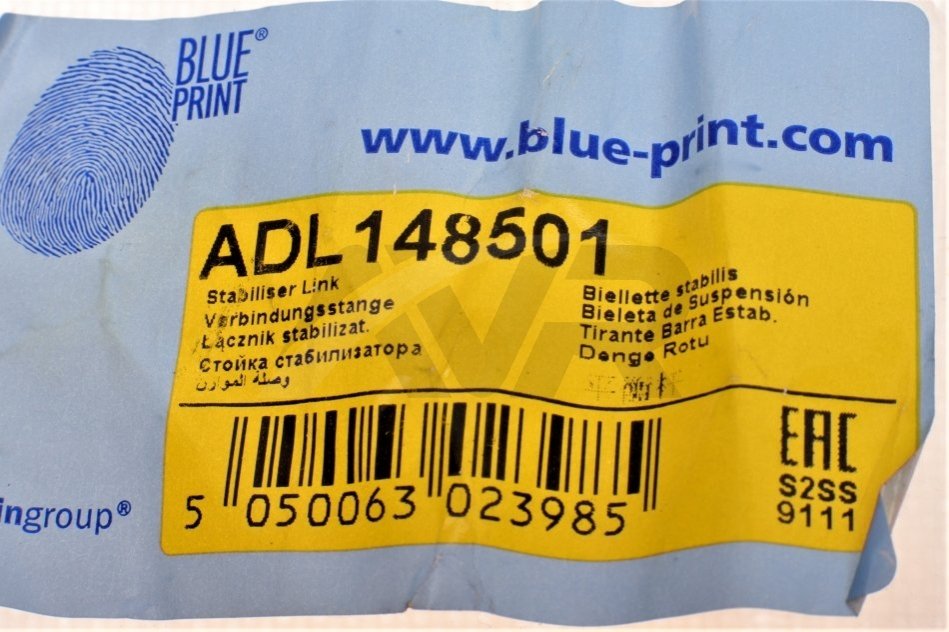 BLUE®
PRINT
www.blue-print.com
ADL148501
Stabiliser Link
Verbindungsstange
Łącznik stabilizat.
Стойка стабилизатора
وصلة الموازن
Biellette stabilis
Bieleta de Suspensión
Tirante Barra Estab.
Denge Rotu
5 050063 023985
EAC
S2SS
9111
ingroup®